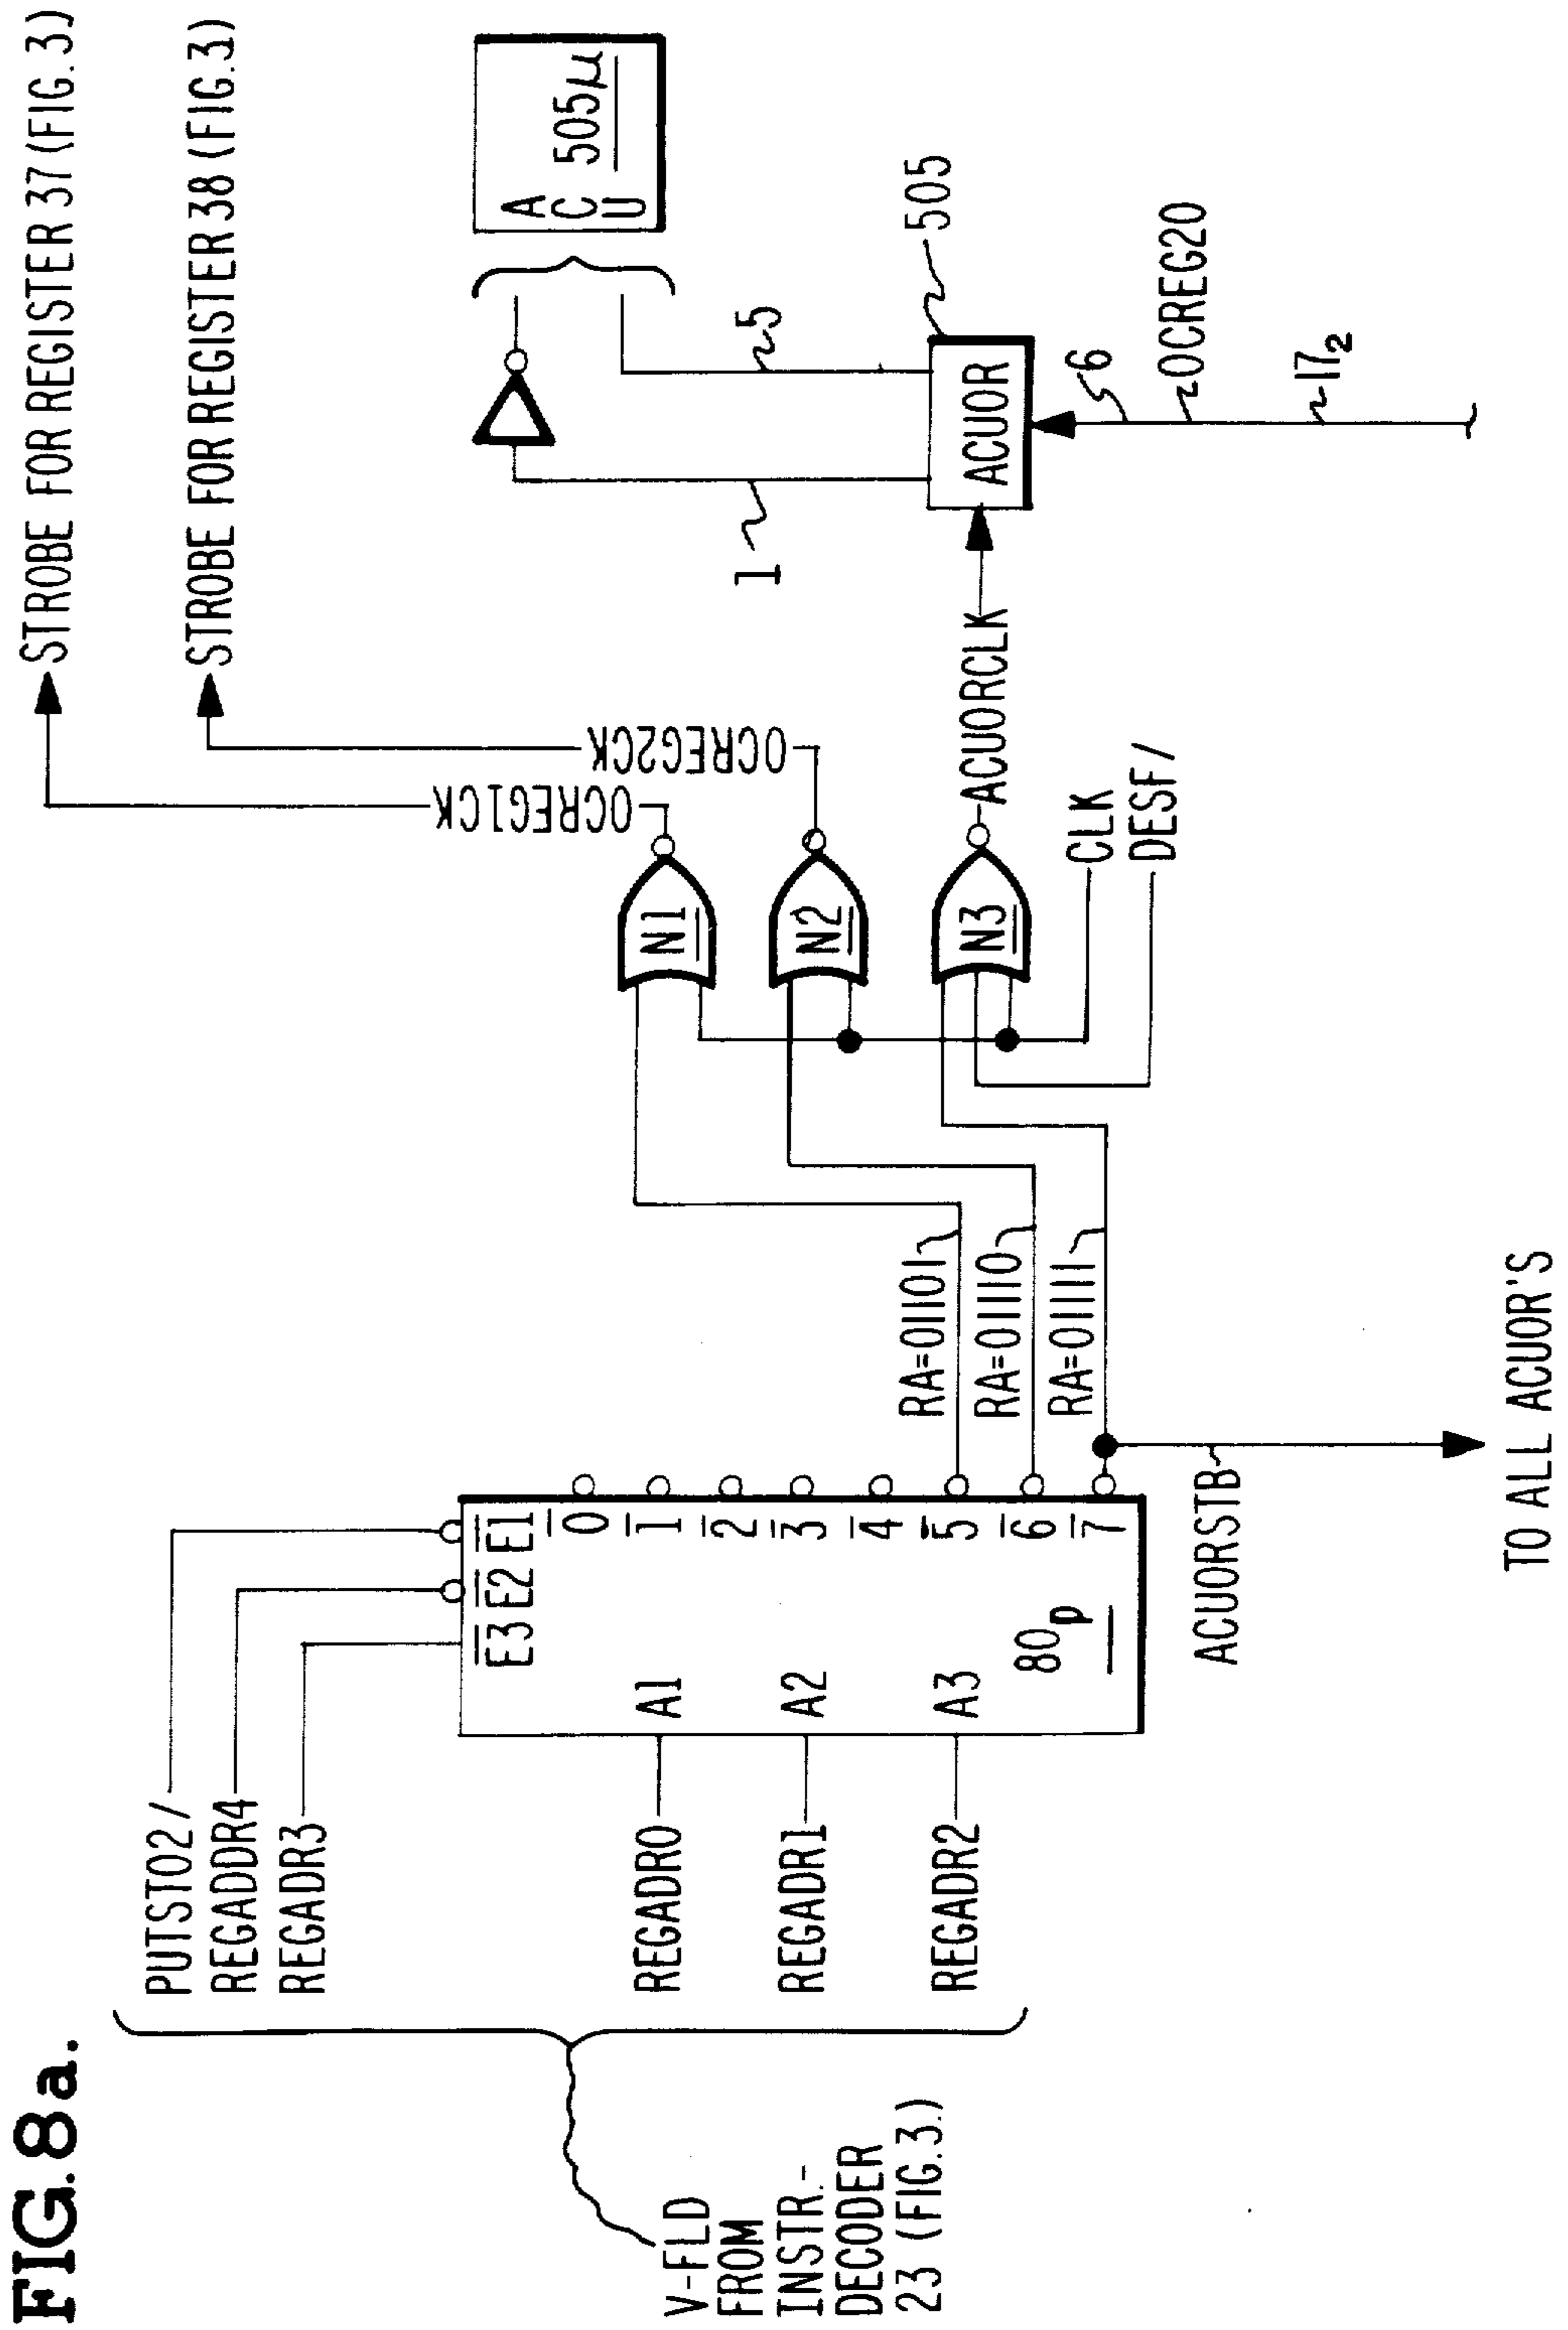 FIG. 8a.
STROBE FOR REGISTER 37 (FIG. 3)
STROBE FOR REGISTER 38 (FIG. 3)
PUTST02/
REGADDR4
REGADR3
REGADR0
REGADR1
REGADR2
V-FLD
FROM
INSTR.-
DECODER
23 (FIG. 3.)
E3 E2 E1
A1
A2
A3
0
1
2
3
4
5
6
7
80p
RA=01101
RA=01110
RA=01111
ACUORSTB
TO ALL ACUOR'S
N1
N2
N3
OCREG1CK
OCREG2CK
ACUORCLK
CLK
DESF/
ACUOR
505
1
5
6
OCREG20
17₂
A
C
U
505μ